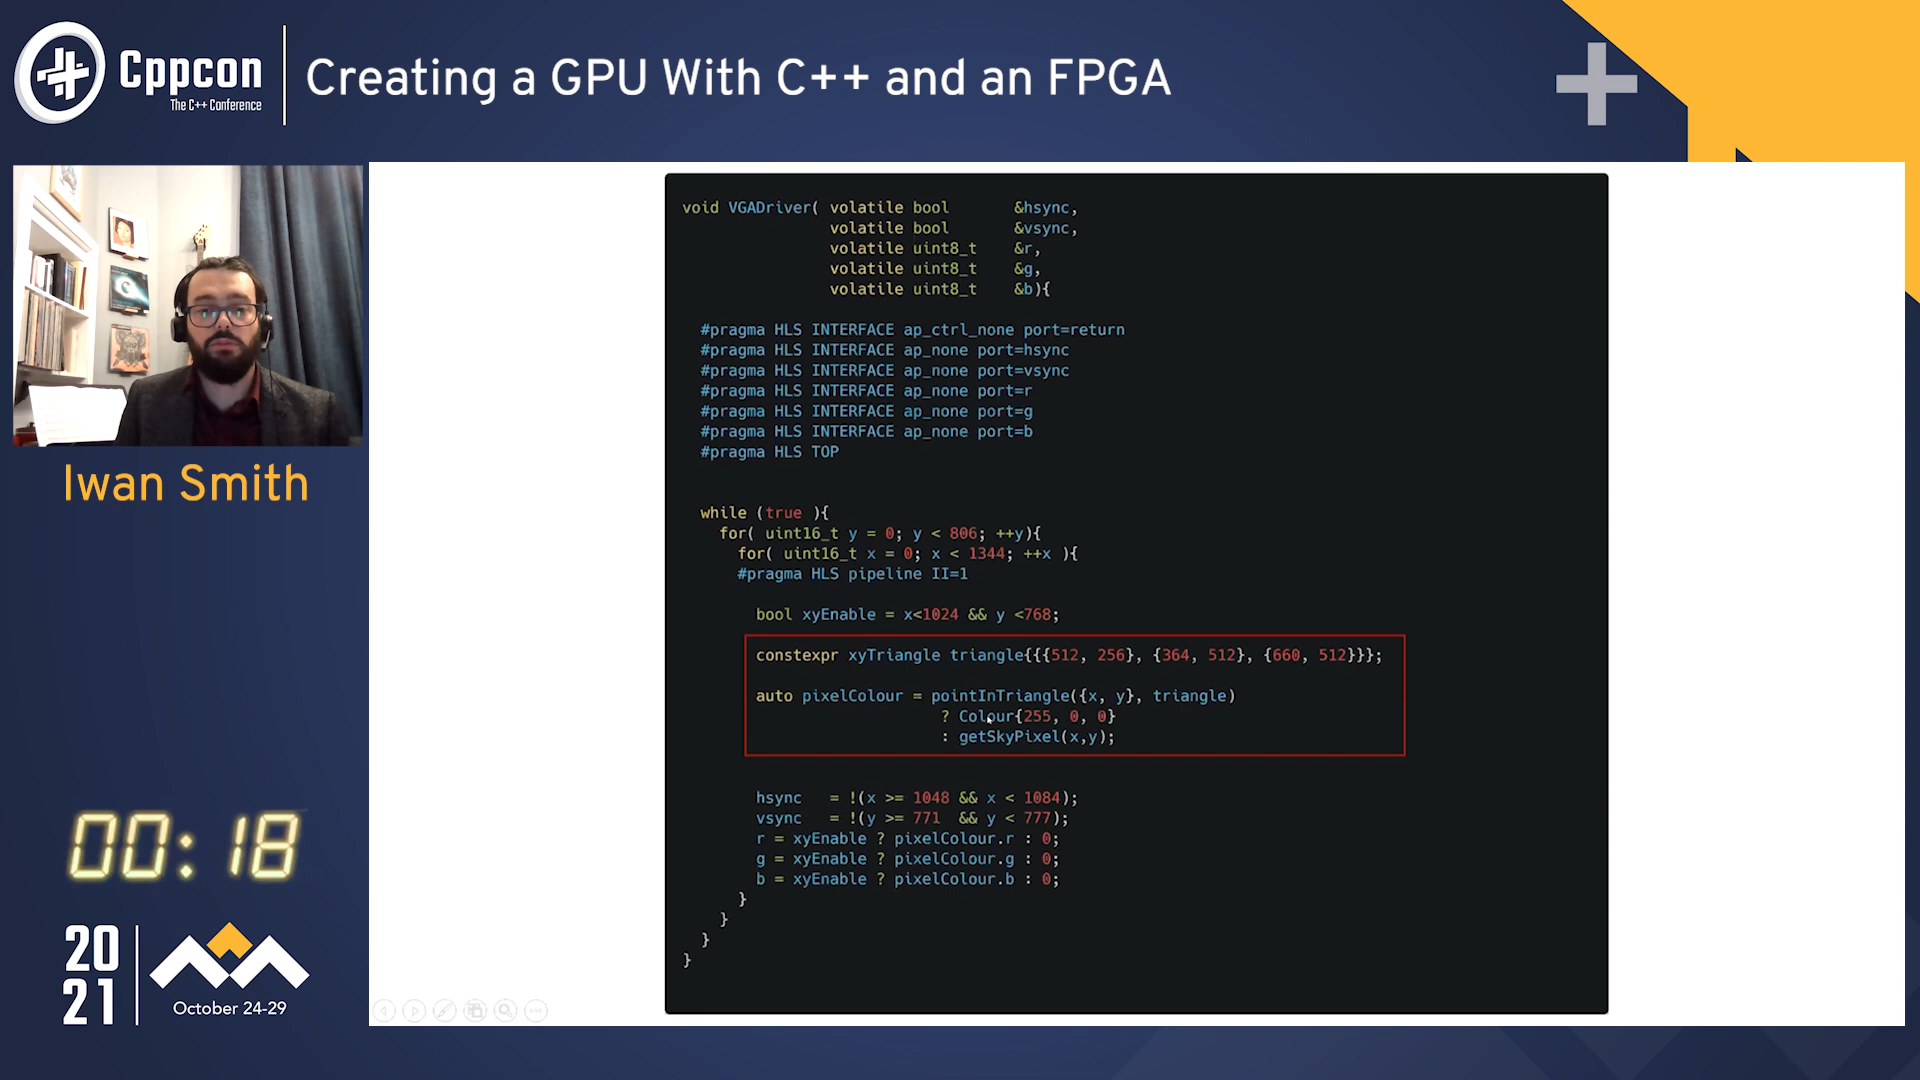 Cppcon
The C++ Conference
Creating a GPU With C++ and an FPGA
Iwan Smith
00:18
20
21
October 24-29
void VGADriver( volatile bool       &hsync,
                volatile bool       &vsync,
                volatile uint8_t    &r,
                volatile uint8_t    &g,
                volatile uint8_t    &b){
  #pragma HLS INTERFACE ap_ctrl_none port=return
  #pragma HLS INTERFACE ap_none port=hsync
  #pragma HLS INTERFACE ap_none port=vsync
  #pragma HLS INTERFACE ap_none port=r
  #pragma HLS INTERFACE ap_none port=g
  #pragma HLS INTERFACE ap_none port=b
  #pragma HLS TOP
  while (true ){
    for( uint16_t y = 0; y < 806; ++y){
      for( uint16_t x = 0; x < 1344; ++x ){
      #pragma HLS pipeline II=1
        bool xyEnable = x<1024 && y <768;
        constexpr xyTriangle triangle{{{512, 256}, {364, 512}, {660, 512}}};
        auto pixelColour = pointInTriangle({x, y}, triangle)
                            ? Colour{255, 0, 0}
                            : getSkyPixel(x,y);
        hsync   = !(x >= 1048 && x < 1084);
        vsync   = !(y >= 771  && y < 777);
        r = xyEnable ? pixelColour.r : 0;
        g = xyEnable ? pixelColour.g : 0;
        b = xyEnable ? pixelColour.b : 0;
      }
    }
  }
}